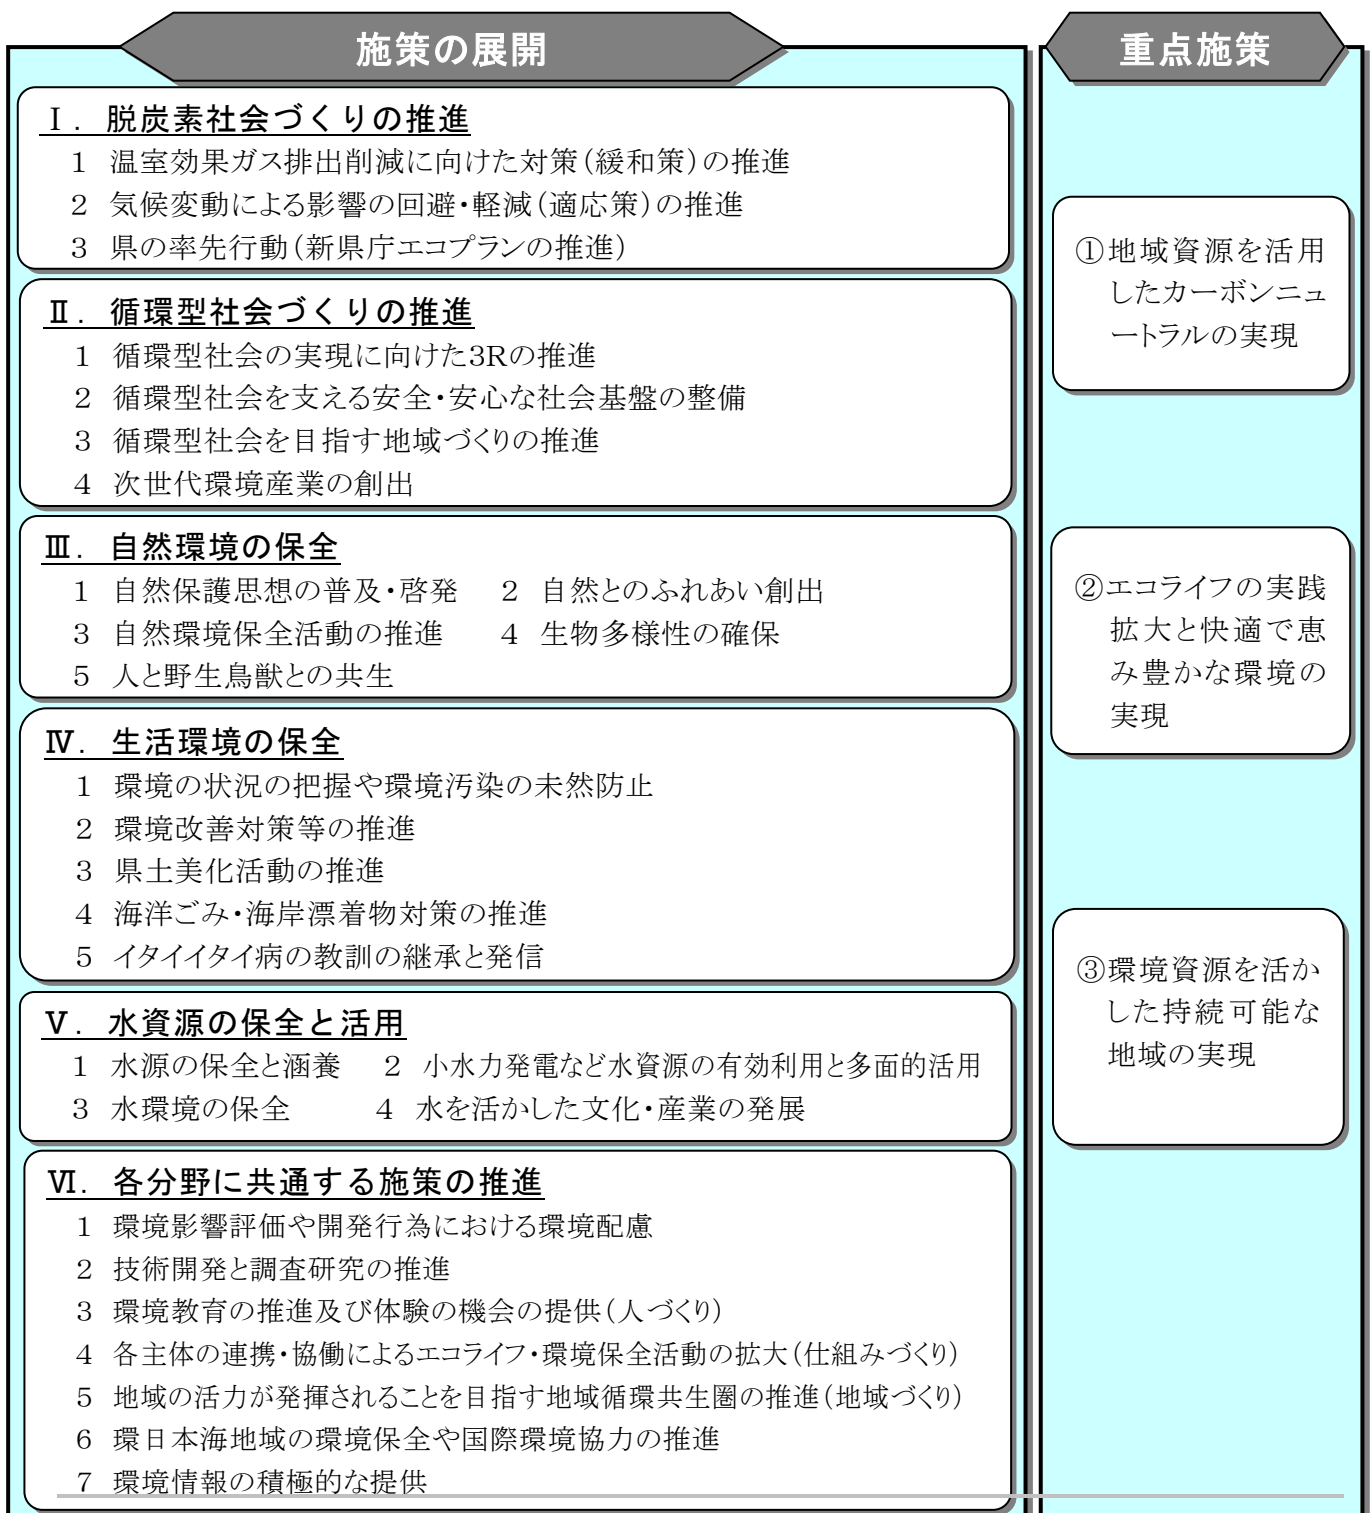 施策の展開
Ⅰ. 脱炭素社会づくりの推進
1 温室効果ガス排出削減に向けた対策(緩和策)の推進
2 気候変動による影響の回避・軽減(適応策)の推進
3 県の率先行動(新県庁エコプランの推進)
Ⅱ. 循環型社会づくりの推進
1 循環型社会の実現に向けた3Rの推進
2 循環型社会を支える安全・安心な社会基盤の整備
3 循環型社会を目指す地域づくりの推進
4 次世代環境産業の創出
Ⅲ. 自然環境の保全
1 自然保護思想の普及・啓発 2 自然とのふれあい創出
3 自然環境保全活動の推進 4 生物多様性の確保
5 人と野生鳥獣との共生
Ⅳ. 生活環境の保全
1 環境の状況の把握や環境汚染の未然防止
2 環境改善対策等の推進
3 県土美化活動の推進
4 海洋ごみ・海岸漂着物対策の推進
5 イタイイタイ病の教訓の継承と発信
Ⅴ. 水資源の保全と活用
1 水源の保全と涵養 2 小水力発電など水資源の有効利用と多面的活用
3 水環境の保全 4 水を活かした文化・産業の発展
Ⅵ. 各分野に共通する施策の推進
1 環境影響評価や開発行為における環境配慮
2 技術開発と調査研究の推進
3 環境教育の推進及び体験の機会の提供(人づくり)
4 各主体の連携・協働によるエコライフ・環境保全活動の拡大(仕組みづくり)
5 地域の活力が発揮されることを目指す地域循環共生圏の推進(地域づくり)
6 環日本海地域の環境保全や国際環境協力の推進
7 環境情報の積極的な提供
重点施策
①地域資源を活用
したカーボンニュ
ートラルの実現
②エコライフの実践
拡大と快適で恵
み豊かな環境の
実現
③環境資源を活か
した持続可能な
地域の実現